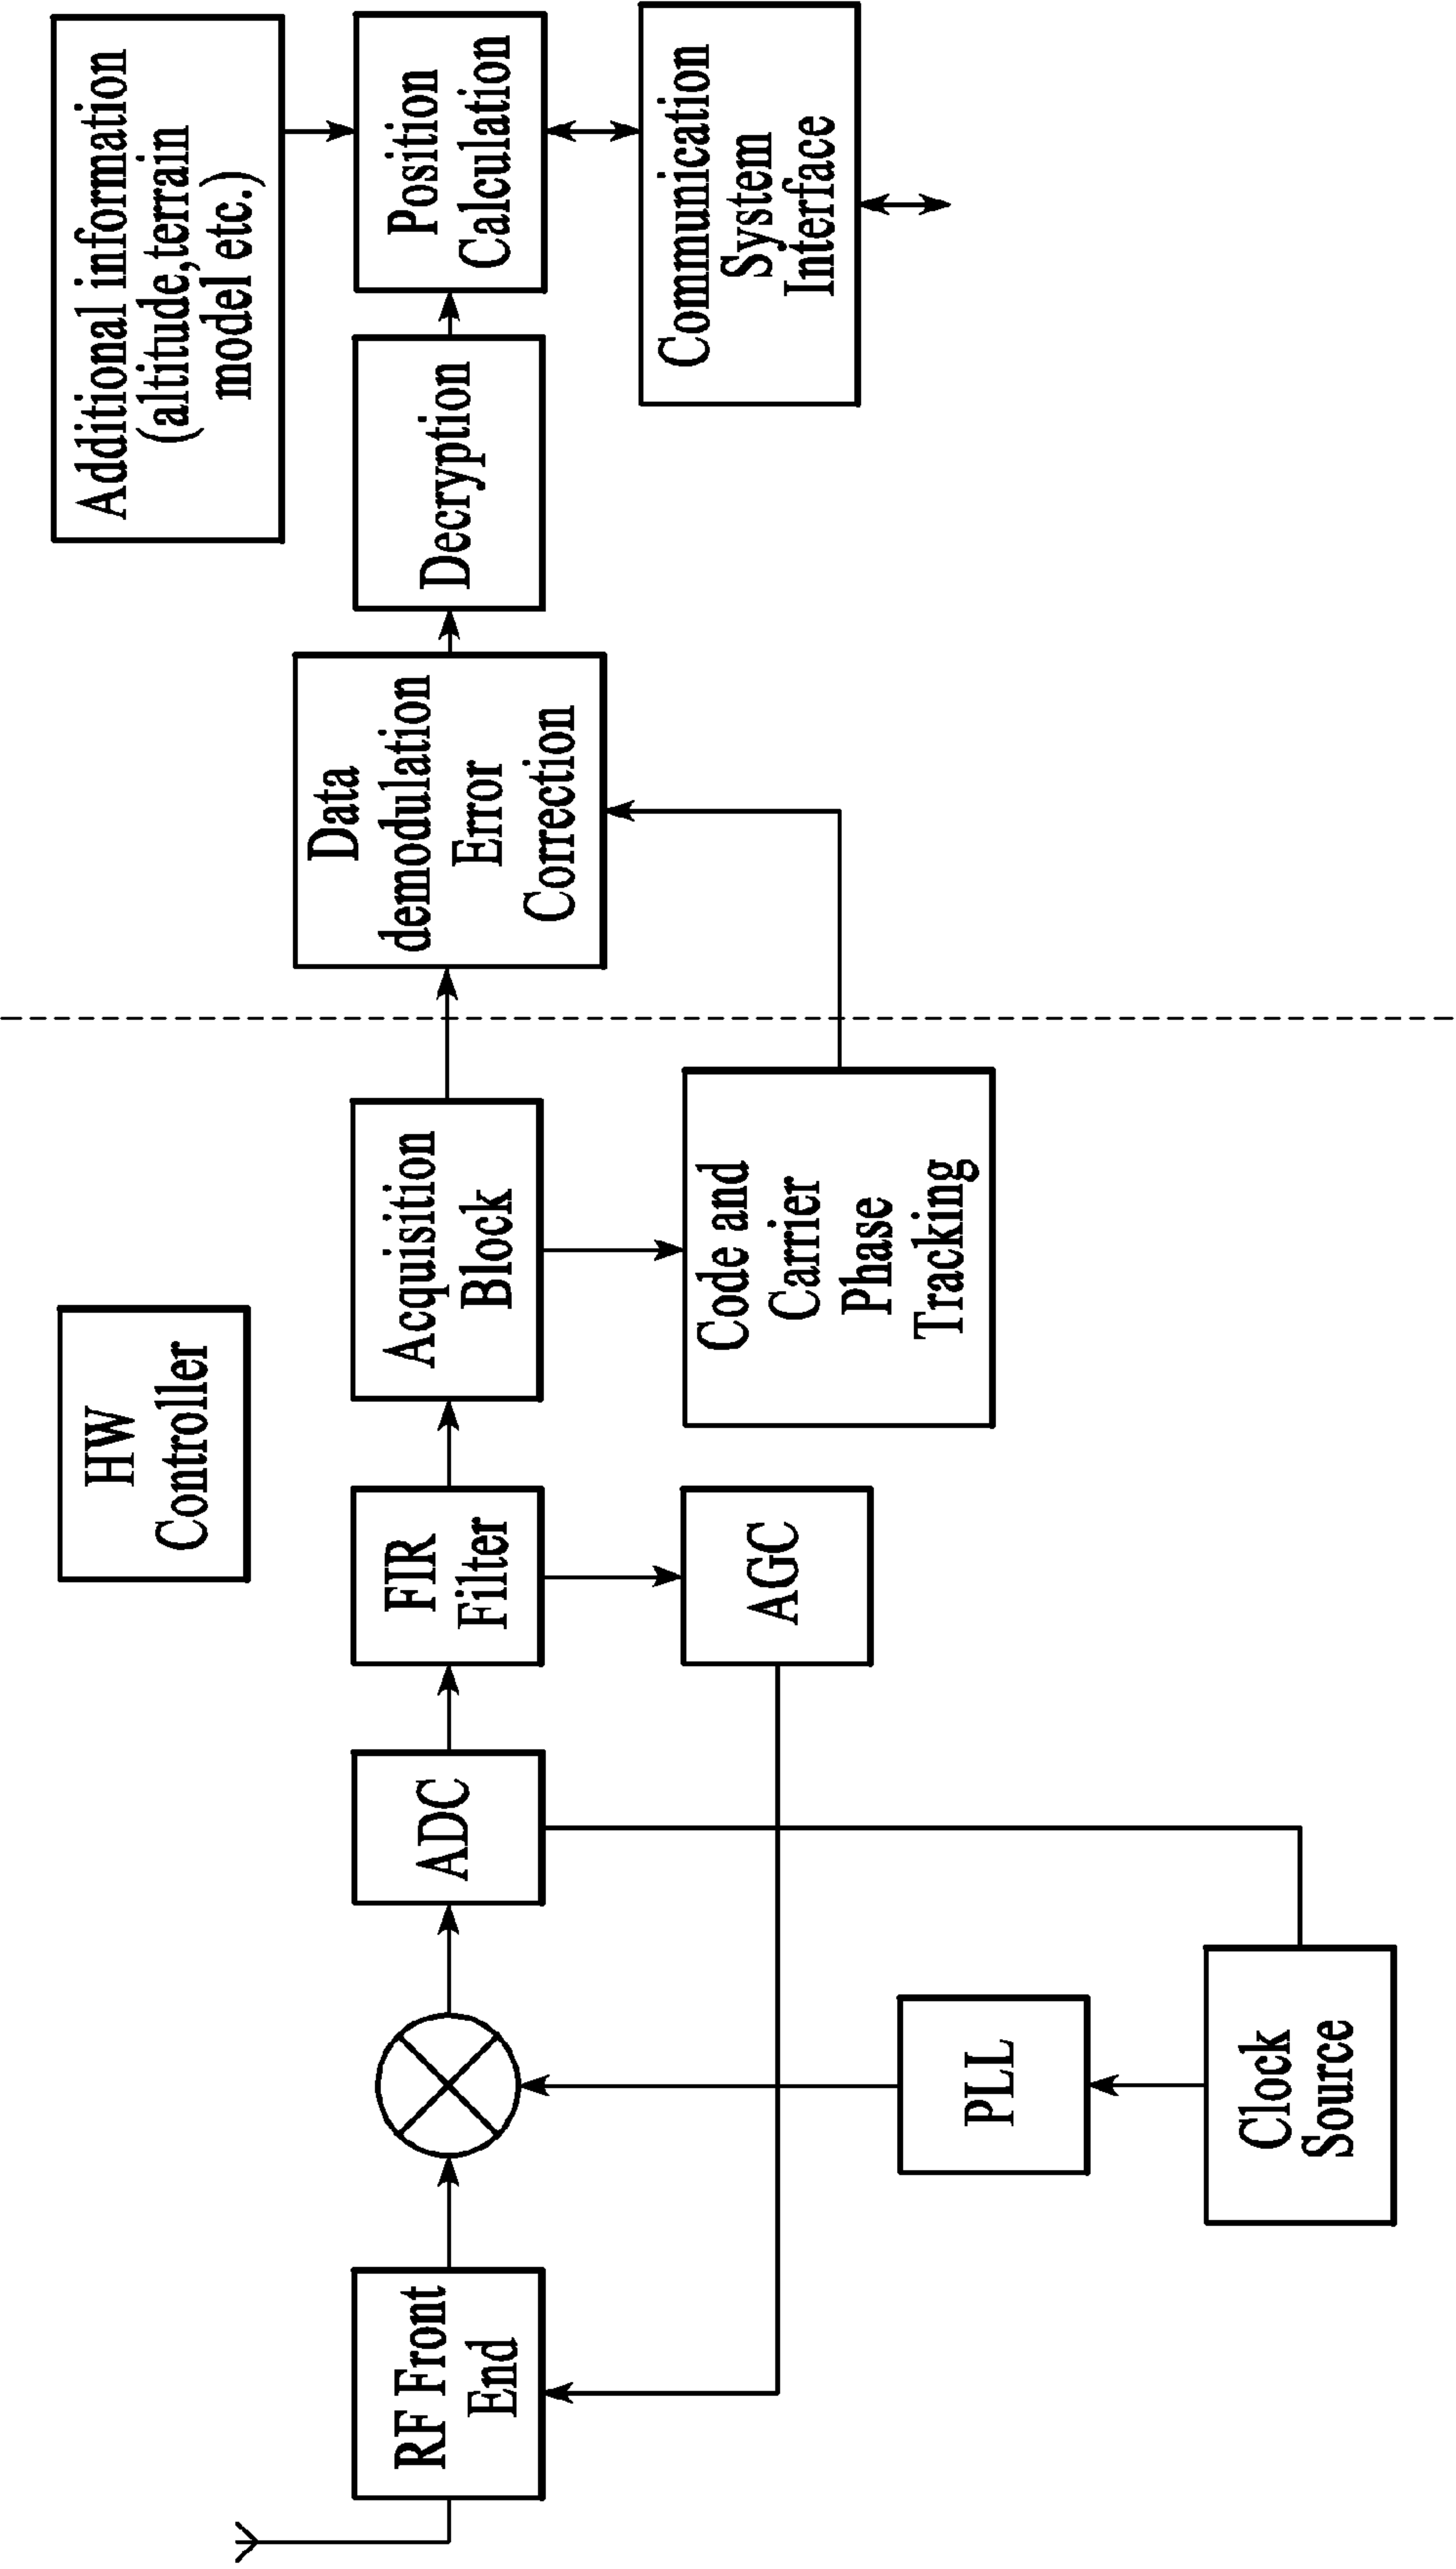 HW
Controller
Additional information
(altitude,terrain
model etc.)
RF Front
End
ADC
FIR
Filter
Acquisition
Block
Data
demodulation
Error
Correction
Decryption
Position
Calculation
AGC
Code and
Carrier
Phase
Tracking
Communication
System
Interface
PLL
Clock
Source